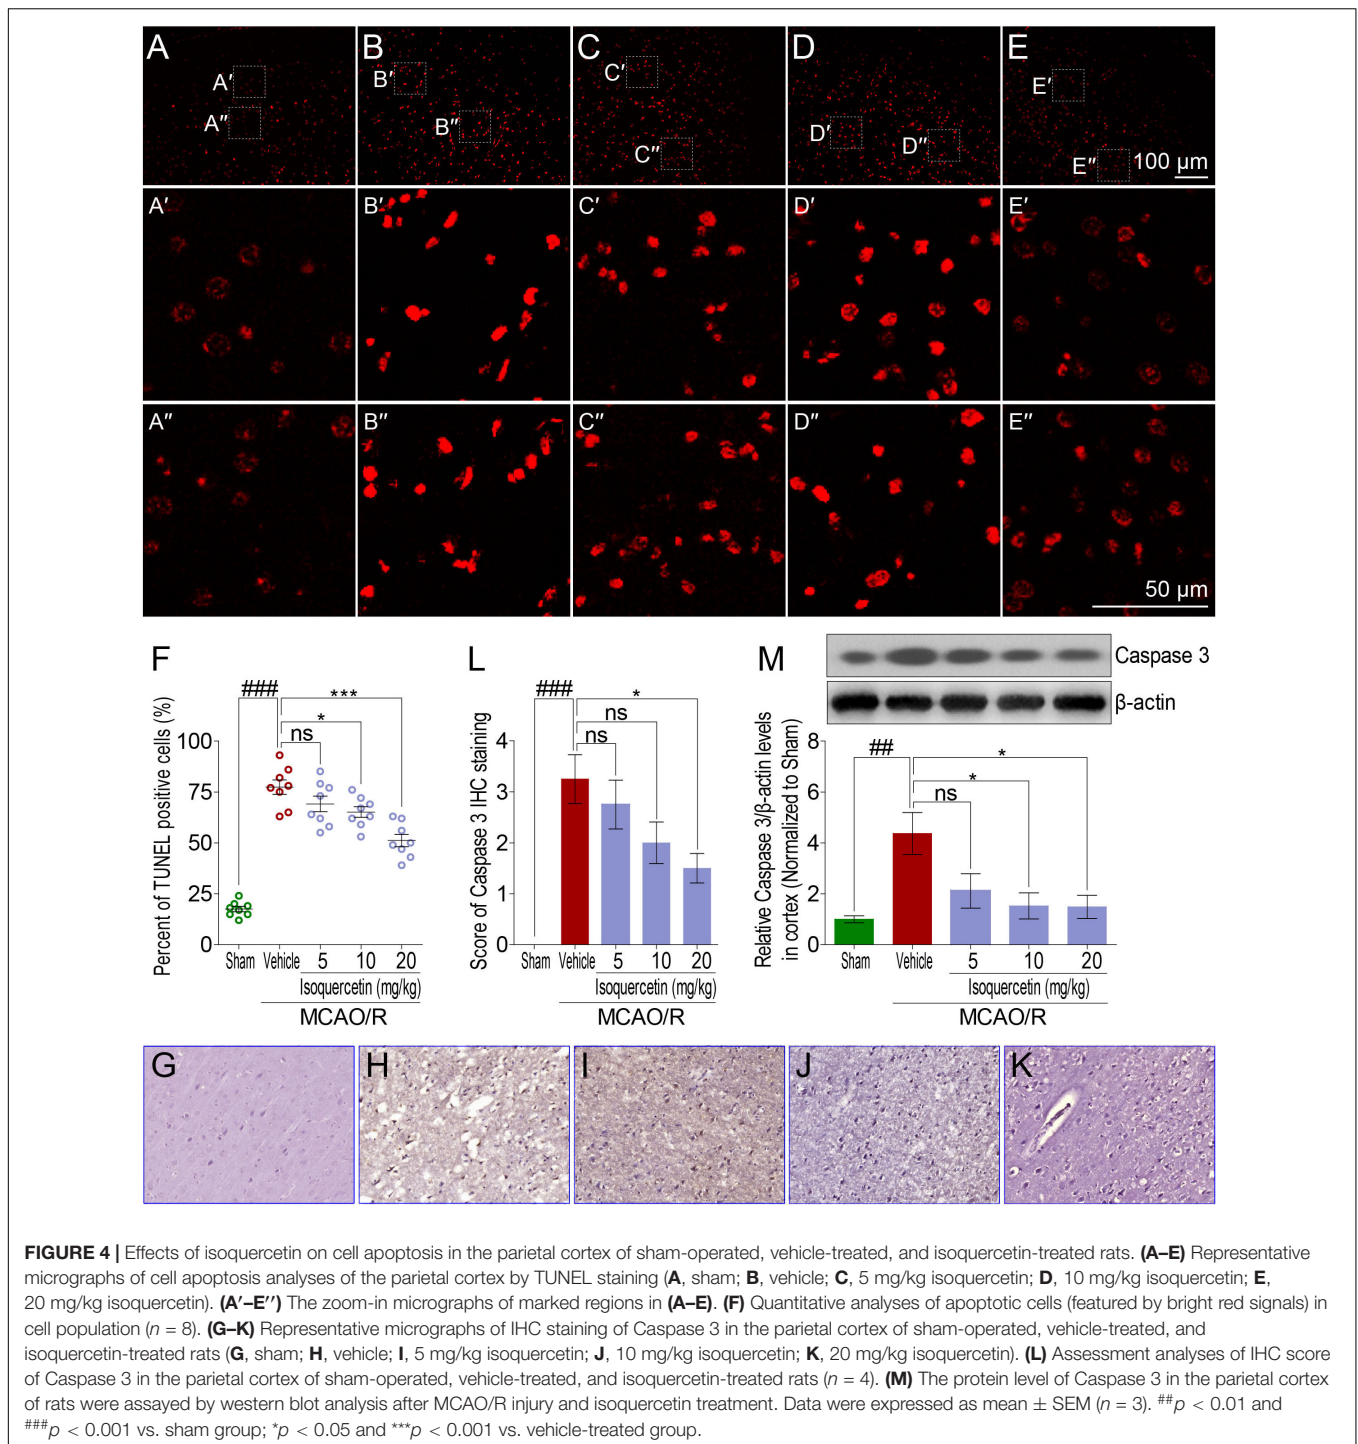 A B C D E
A′ B′ C′ D′ E′
A″ B″ C″ D″ E″
100 µm
A′ B′ C′ D′ E′
A″ B″ C″ D″ E″
50 µm
F
Percent of TUNEL positive cells (%)
### *** * ns
100
75
50
25
0
Sham Vehicle 5 10 20
Isoquercetin (mg/kg)
MCAO/R
L
Score of Caspase 3 IHC staining
### * ns ns
4
3
2
1
0
Sham Vehicle 5 10 20
Isoquercetin (mg/kg)
MCAO/R
M
Caspase 3
β-actin
Relative Caspase 3/β-actin levels
in cortex (Normalized to Sham)
## * * ns
8
6
4
2
0
Sham Vehicle 5 10 20
Isoquercetin (mg/kg)
MCAO/R
G H I J K
FIGURE 4 | Effects of isoquercetin on cell apoptosis in the parietal cortex of sham-operated, vehicle-treated, and isoquercetin-treated rats. (A–E) Representative
micrographs of cell apoptosis analyses of the parietal cortex by TUNEL staining (A, sham; B, vehicle; C, 5 mg/kg isoquercetin; D, 10 mg/kg isoquercetin; E,
20 mg/kg isoquercetin). (A′–E′′) The zoom-in micrographs of marked regions in (A–E). (F) Quantitative analyses of apoptotic cells (featured by bright red signals) in
cell population (n = 8). (G–K) Representative micrographs of IHC staining of Caspase 3 in the parietal cortex of sham-operated, vehicle-treated, and
isoquercetin-treated rats (G, sham; H, vehicle; I, 5 mg/kg isoquercetin; J, 10 mg/kg isoquercetin; K, 20 mg/kg isoquercetin). (L) Assessment analyses of IHC score
of Caspase 3 in the parietal cortex of sham-operated, vehicle-treated, and isoquercetin-treated rats (n = 4). (M) The protein level of Caspase 3 in the parietal cortex
of rats were assayed by western blot analysis after MCAO/R injury and isoquercetin treatment. Data were expressed as mean ± SEM (n = 3). ##p < 0.01 and
###p < 0.001 vs. sham group; *p < 0.05 and ***p < 0.001 vs. vehicle-treated group.